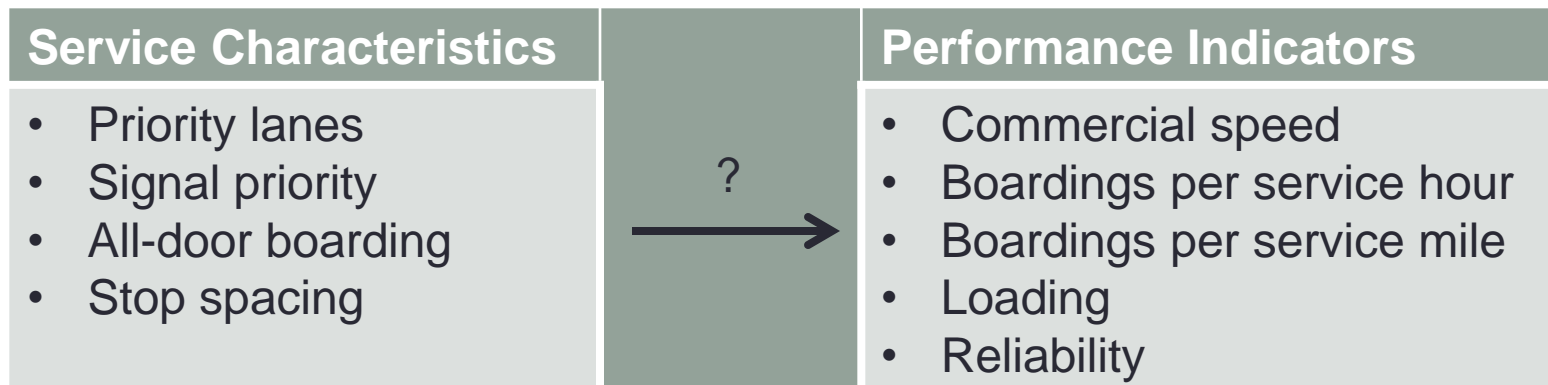 Service Characteristics
• Priority lanes
• Signal priority
• All-door boarding
• Stop spacing
?
Performance Indicators
• Commercial speed
• Boardings per service hour
• Boardings per service mile
• Loading
• Reliability